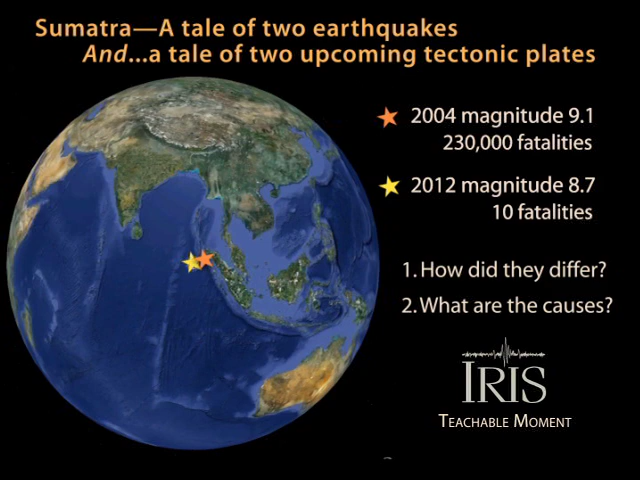 Sumatra—A tale of two earthquakes
And...a tale of two upcoming tectonic plates
2004 magnitude 9.1
230,000 fatalities
2012 magnitude 8.7
10 fatalities
1. How did they differ?
2. What are the causes?
IRIS
TEACHABLE MOMENT